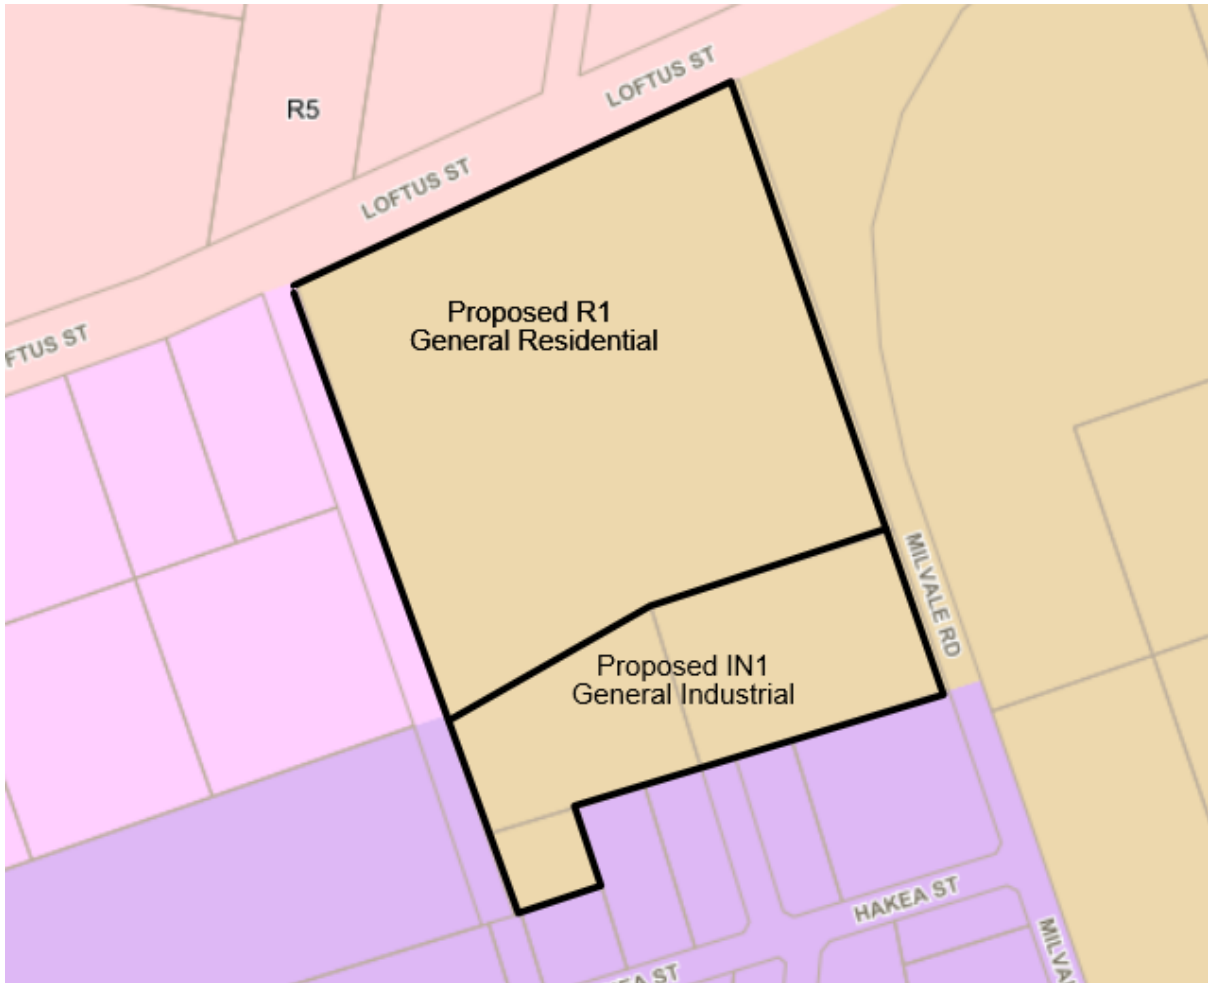 LOFTUS ST
R5
LOFTUS ST
Proposed R1
General Residential
FTUS ST
MILVALE RD
Proposed IN1
General Industrial
HAKEA ST
MILVA
EA ST